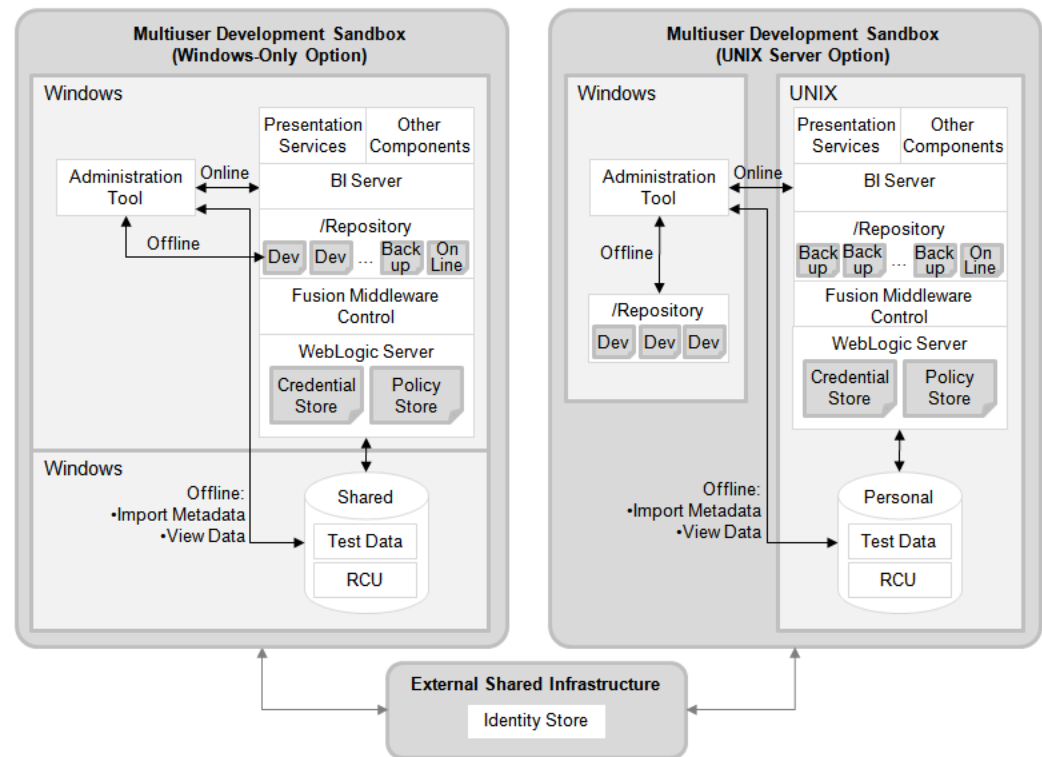 Multiuser Development Sandbox
(Windows-Only Option)
Windows
Presentation
Services
Other
Components
Administration
Tool
Online
BI Server
Offline
/Repository
Dev
Dev
...
Back
up
On
Line
Fusion Middleware
Control
WebLogic Server
Credential
Store
Policy
Store
Windows
Offline:
•Import Metadata
•View Data
Shared
Test Data
RCU
Multiuser Development Sandbox
(UNIX Server Option)
Windows
UNIX
Presentation
Services
Other
Components
Administration
Tool
Online
BI Server
Offline
/Repository
Back
up
Back
up
...
Back
up
On
Line
/Repository
Dev
Dev
Dev
Fusion Middleware
Control
WebLogic Server
Credential
Store
Policy
Store
Offline:
•Import Metadata
•View Data
Personal
Test Data
RCU
External Shared Infrastructure
Identity Store